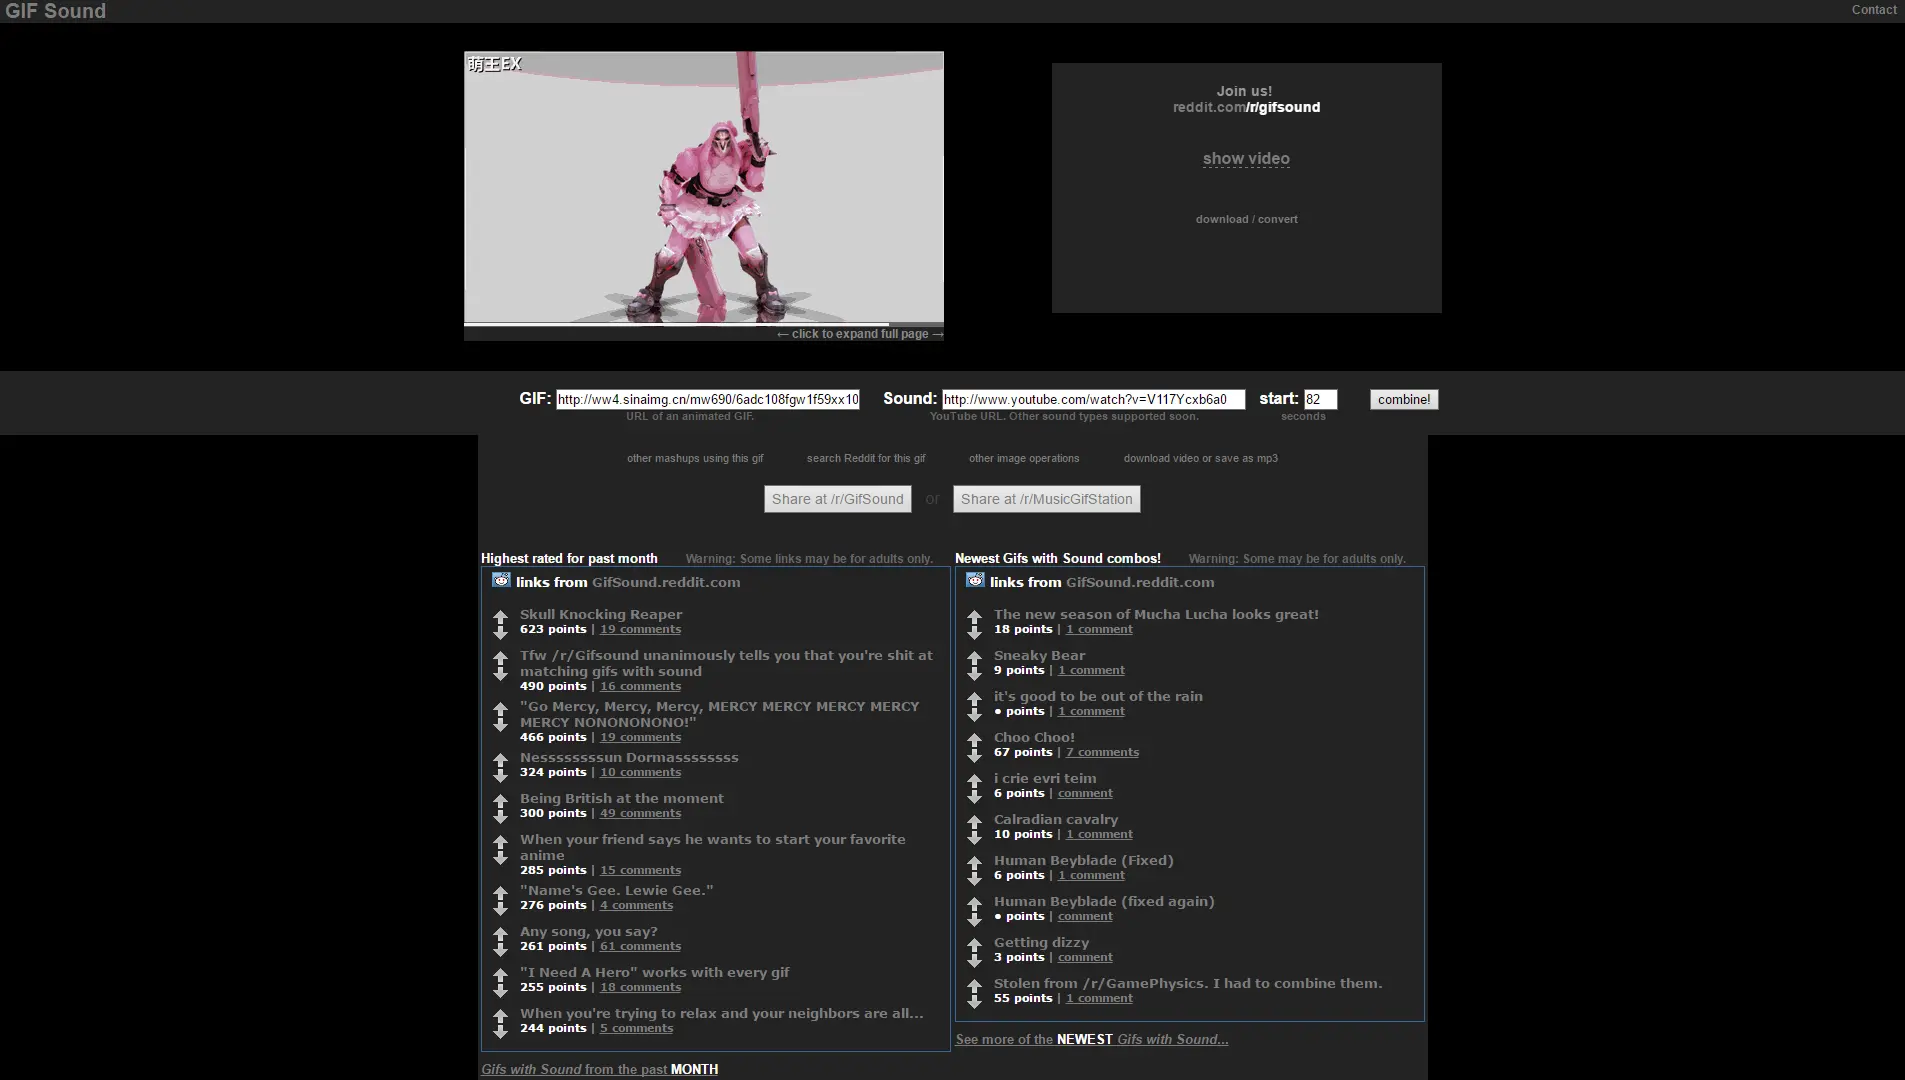 GIF Sound
Contact
萌王EX
← click to expand full page →
Join us!
reddit.com/r/gifsound
show video
download / convert
GIF: http://ww4.sinaimg.cn/mw690/6adc108fgw1f59xx10
URL of an animated GIF.
Sound: http://www.youtube.com/watch?v=V117Ycxb6a0
YouTube URL. Other sound types supported soon.
start: 82
seconds
combine!
other mashups using this gif
search Reddit for this gif
other image operations
download video or save as mp3
Share at /r/GifSound or Share at /r/MusicGifStation
Highest rated for past month Warning: Some links may be for adults only.
links from GifSound.reddit.com
Skull Knocking Reaper
623 points | 19 comments
Tfw /r/Gifsound unanimously tells you that you're shit at
matching gifs with sound
490 points | 16 comments
"Go Mercy, Mercy, Mercy, MERCY MERCY MERCY MERCY
MERCY NONONONONO!"
466 points | 19 comments
Nesssssssssun Dormassssssss
324 points | 10 comments
Being British at the moment
300 points | 49 comments
When your friend says he wants to start your favorite
anime
285 points | 15 comments
"Name's Gee. Lewie Gee."
276 points | 4 comments
Any song, you say?
261 points | 61 comments
"I Need A Hero" works with every gif
255 points | 18 comments
When you're trying to relax and your neighbors are all...
244 points | 5 comments
Gifs with Sound from the past MONTH
Newest Gifs with Sound combos! Warning: Some may be for adults only.
links from GifSound.reddit.com
The new season of Mucha Lucha looks great!
18 points | 1 comment
Sneaky Bear
9 points | 1 comment
it's good to be out of the rain
• points | 1 comment
Choo Choo!
67 points | 7 comments
i crie evri teim
6 points | comment
Calradian cavalry
10 points | 1 comment
Human Beyblade (Fixed)
6 points | 1 comment
Human Beyblade (fixed again)
• points | comment
Getting dizzy
3 points | comment
Stolen from /r/GamePhysics. I had to combine them.
55 points | 1 comment
See more of the NEWEST Gifs with Sound...